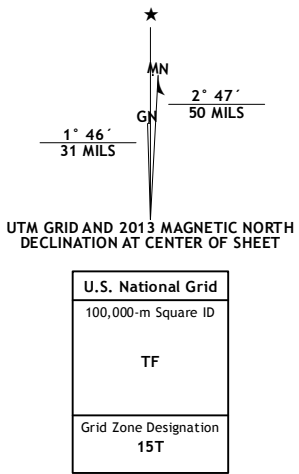 ★
MN
GN
2° 47´
50 MILS
1° 46´
31 MILS
UTM GRID AND 2013 MAGNETIC NORTH
DECLINATION AT CENTER OF SHEET
U.S. National Grid
100,000-m Square ID
TF
Grid Zone Designation
15T